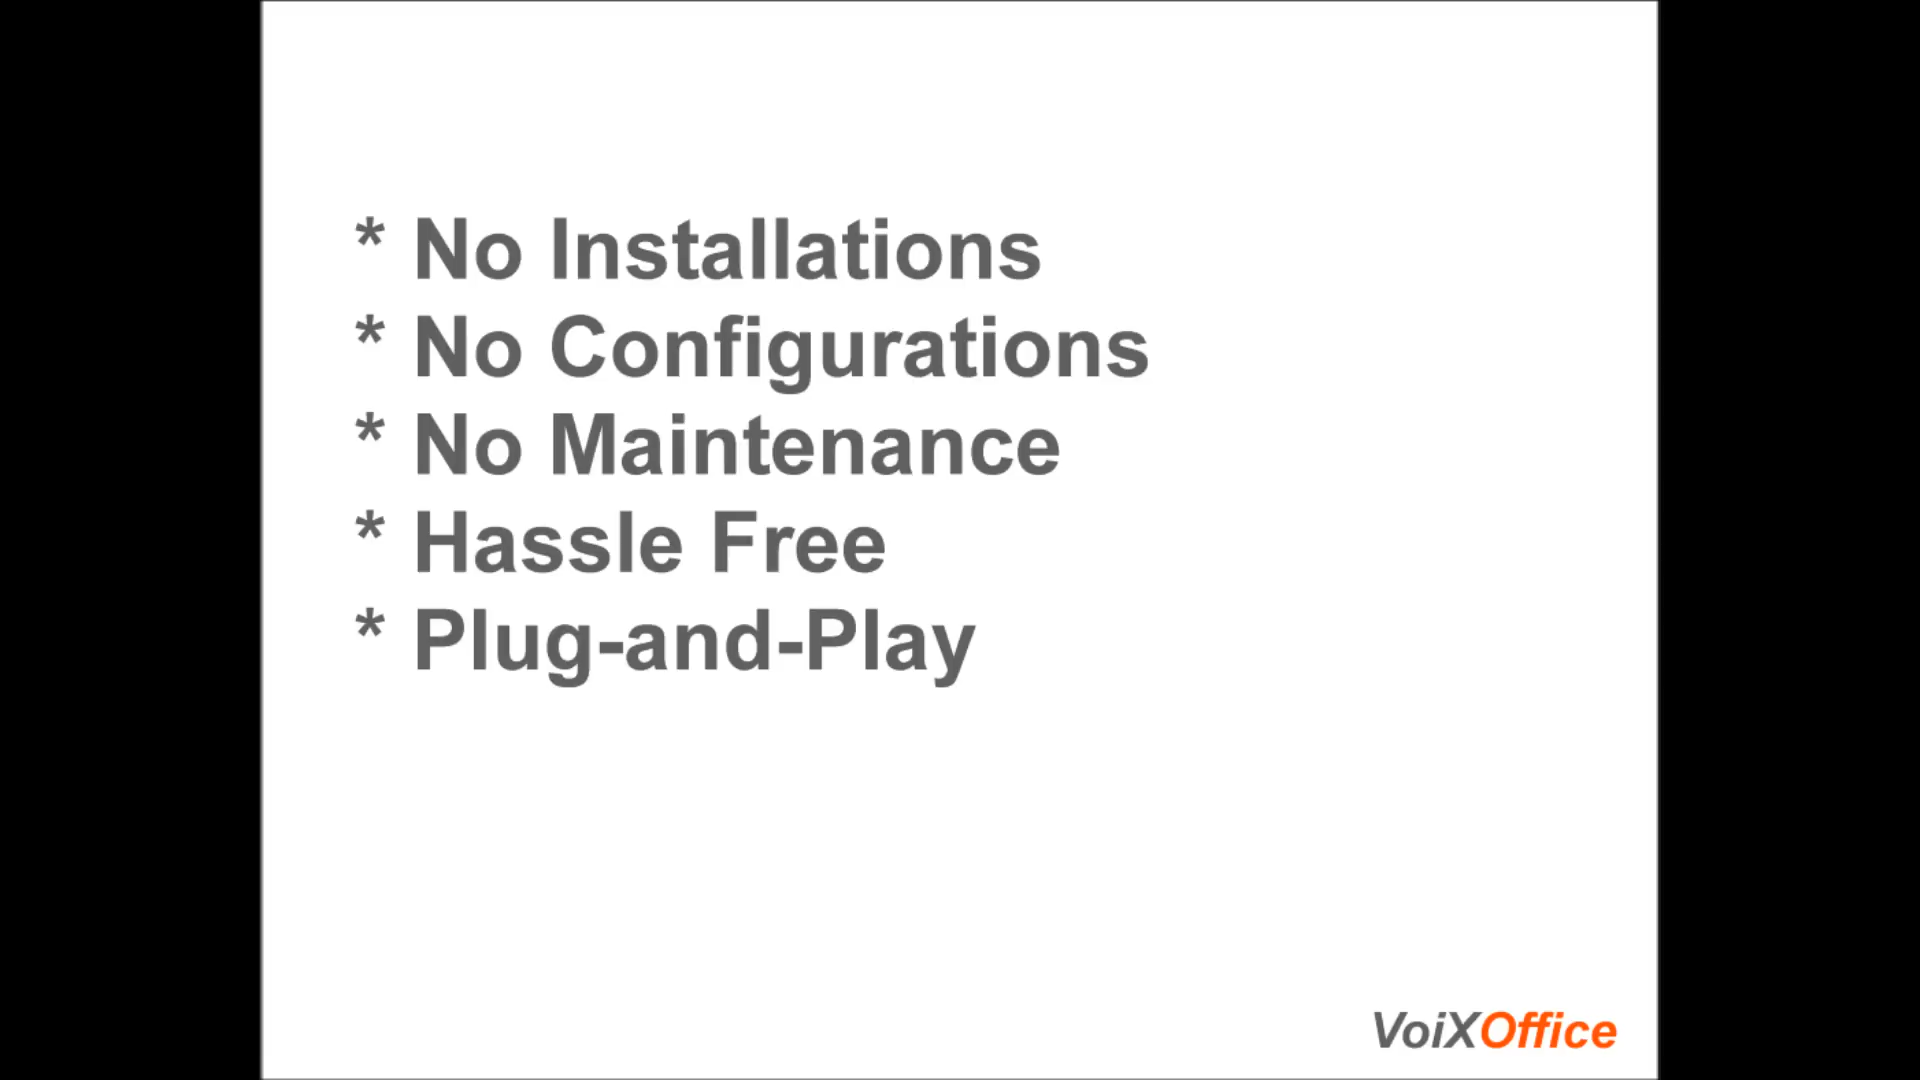 * No Installations
* No Configurations
* No Maintenance
* Hassle Free
* Plug-and-Play
VoiXOffice